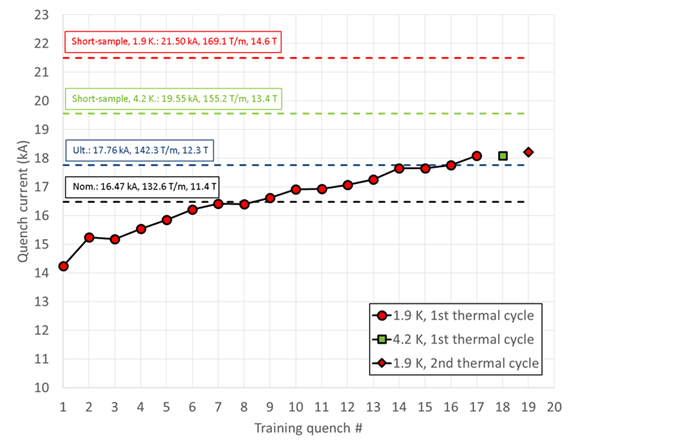 23
22
21
20
19
18
17
16
15
14
13
12
11
10
Quench current (kA)
Short-sample, 1.9 K.: 21.50 kA, 169.1 T/m, 14.6 T
Short-sample, 4.2 K.: 19.55 kA, 155.2 T/m, 13.4 T
Ult.: 17.76 kA, 142.3 T/m, 12.3 T
Nom.: 16.47 kA, 132.6 T/m, 11.4 T
1.9 K, 1st thermal cycle
4.2 K, 1st thermal cycle
1.9 K, 2nd thermal cycle
1 2 3 4 5 6 7 8 9 10 11 12 13 14 15 16 17 18 19 20
Training quench #